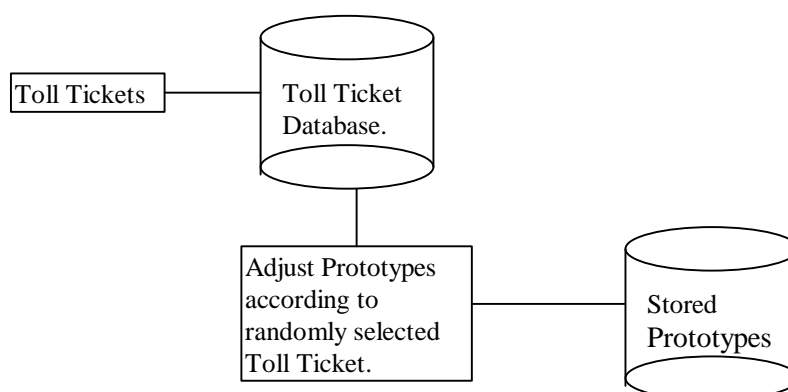 Toll Tickets
Toll Ticket
Database.
Adjust Prototypes
according to
randomly selected
Toll Ticket.
Stored
Prototypes